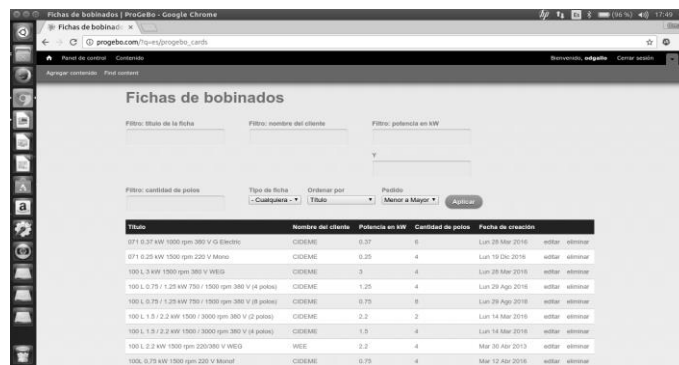 Fichas de bobinados | ProGeBo - Google Chrome
Es (96 %) 17:49
Fichas de bobinad
progebo.com/?q=es/progebo_cards
Panel de control Contenido Bienvenido, odgallo Cerrar sesión
Agregar contenido Find content
Fichas de bobinados
Filtro: título de la ficha Filtro: nombre del cliente Filtro: potencia en kW
Y
Filtro: cantidad de polos Tipo de ficha Ordenar por Pedido
- Cualquiera - Título Menor a Mayor Aplicar
Título Nombre del cliente Potencia en kW Cantidad de polos Fecha de creación
071 0.37 kW 1000 rpm 380 V G Electric CIDEME 0.37 6 Lun 28 Mar 2016 editar eliminar
071 0.25 kW 1500 rpm 220 V Mono CIDEME 0.25 4 Lun 19 Dic 2016 editar eliminar
100 L 3 kW 1500 rpm 380 V WEG CIDEME 3 4 Lun 28 Mar 2016 editar eliminar
100 L 0.75 / 1.25 kW 750 / 1500 rpm 380 V (4 polos) CIDEME 1.25 4 Lun 29 Ago 2016 editar eliminar
100 L 0.75 / 1.25 kW 750 / 1500 rpm 380 V (8 polos) CIDEME 0.75 8 Lun 29 Ago 2016 editar eliminar
100 L 1.5 / 2.2 kW 1500 / 3000 rpm 380 V (2 polos) CIDEME 2.2 2 Lun 14 Mar 2016 editar eliminar
100 L 1.5 / 2.2 kW 1500 / 3000 rpm 380 V (4 polos) CIDEME 1.5 4 Lun 14 Mar 2016 editar eliminar
100 L 2.2 kW 1500 rpm 220/380 V WEG WEE 2.2 4 Mar 30 Abr 2013 editar eliminar
100L 0.75 kW 1500 rpm 220 V Monof CIDEME 0.75 4 Mar 12 Abr 2016 editar eliminar